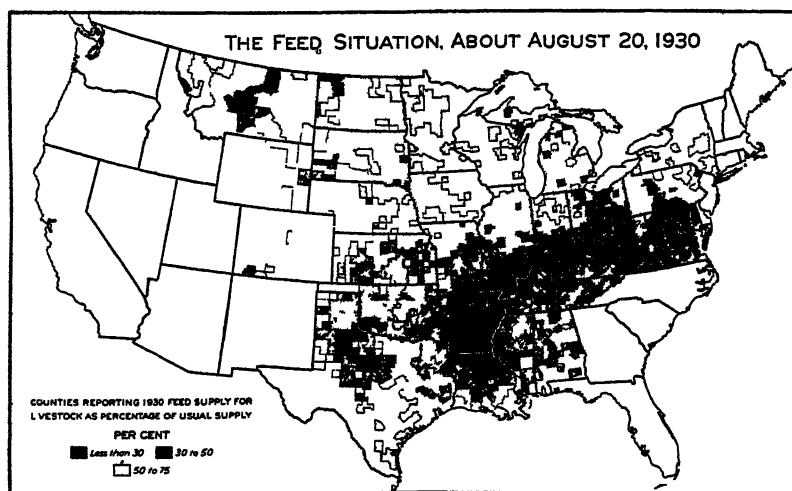 THE FEED SITUATION, ABOUT AUGUST 20, 1930
COUNTIES REPORTING 1930 FEED SUPPLY FOR
LIVESTOCK AS PERCENTAGE OF USUAL SUPPLY
PER CENT
Less than 30 30 to 50
50 to 75